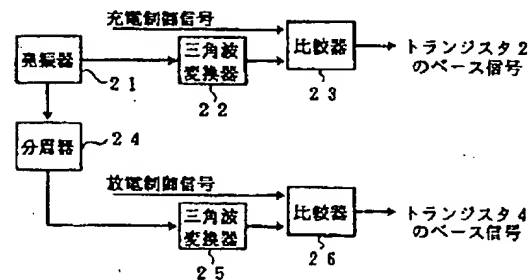 充電制御信号
発振器
21
三角波
変換器
22
比較器
23
トランジスタ2
のベース信号
分周器
24
放電制御信号
三角波
変換器
25
比較器
26
トランジスタ4
のベース信号